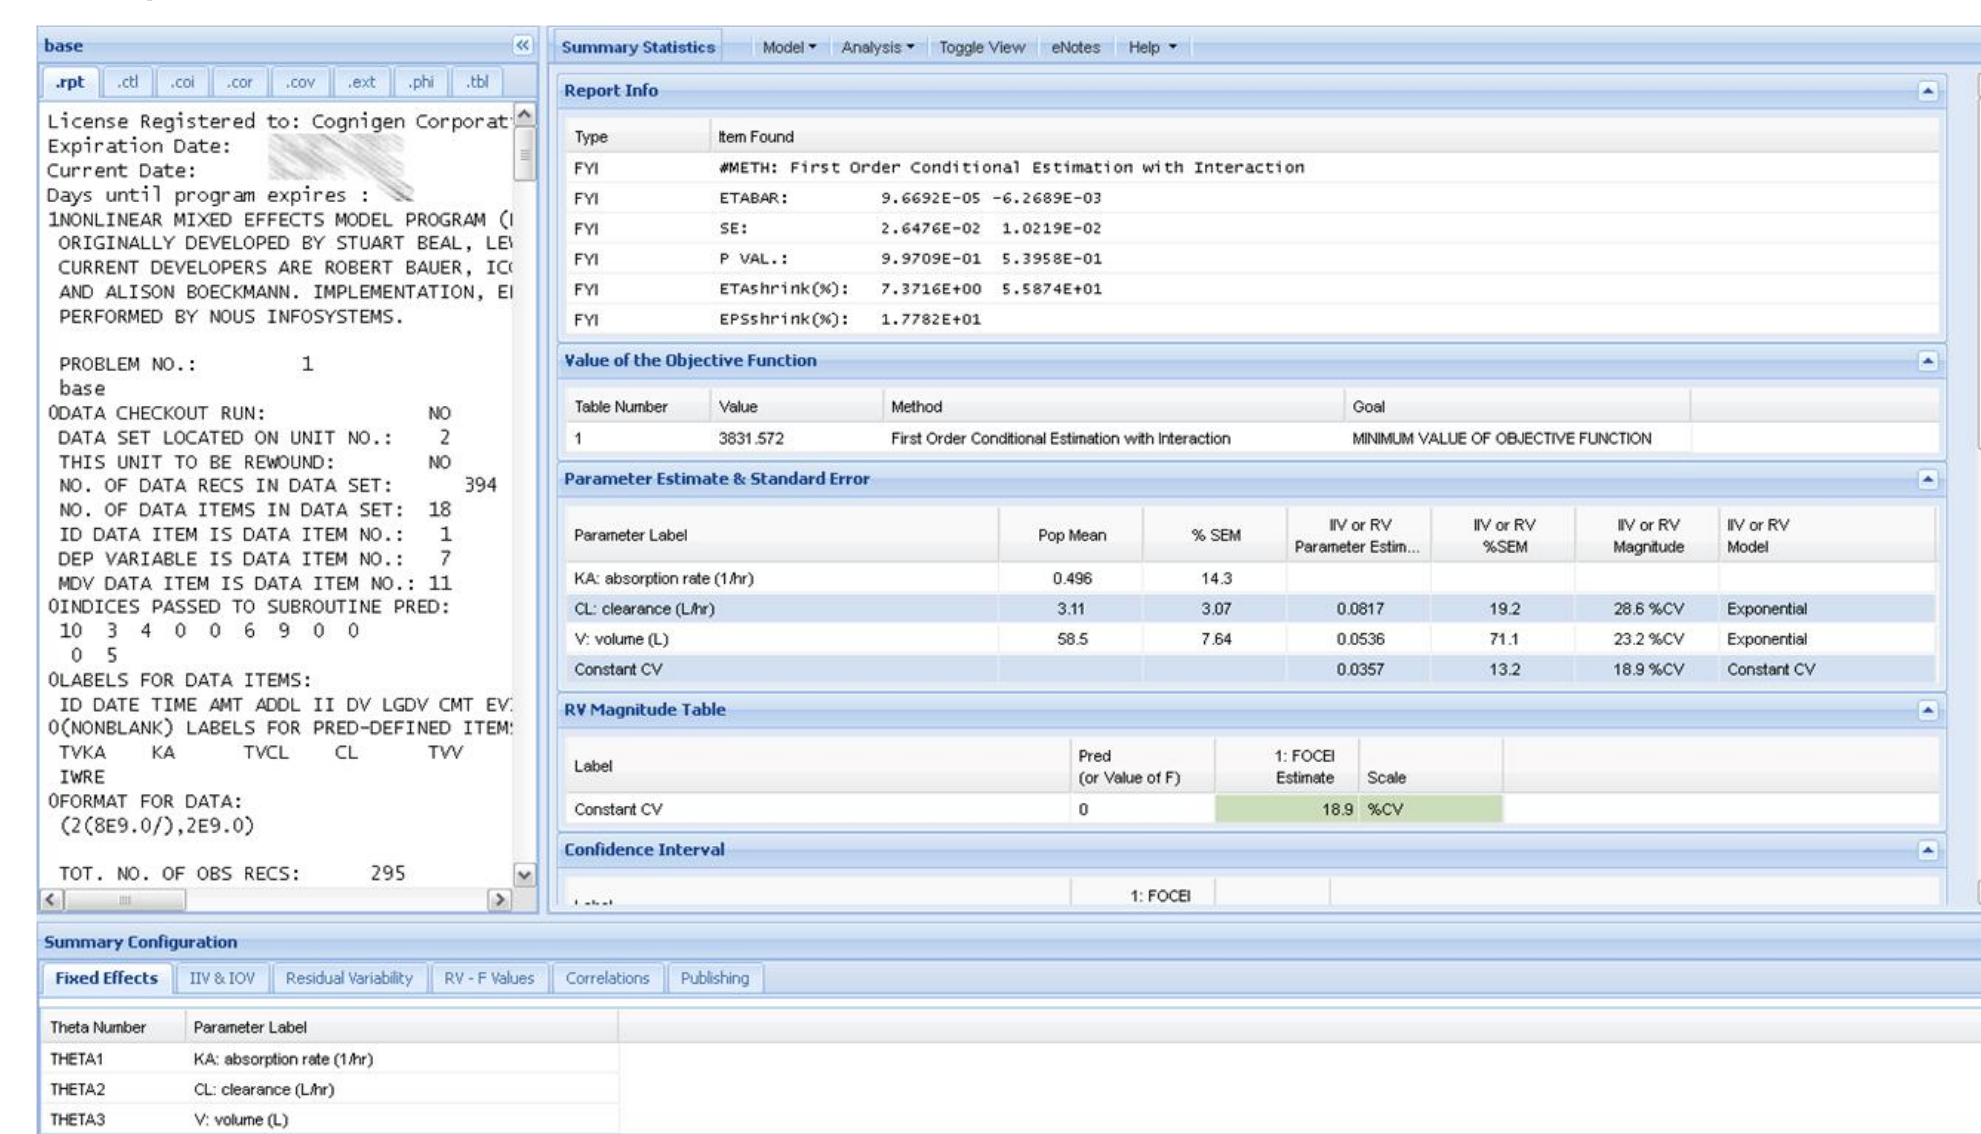 base
.rpt .ctl .coi .cor .cov .ext .phi .tbl
License Registered to: Cognigen Corporat
Expiration Date:
Current Date:
Days until program expires :
1NONLINEAR MIXED EFFECTS MODEL PROGRAM (
ORIGINALLY DEVELOPED BY STUART BEAL, LE
CURRENT DEVELOPERS ARE ROBERT BAUER, IC
AND ALISON BOECKMANN. IMPLEMENTATION, E
PERFORMED BY NOUS INFOSYSTEMS.
PROBLEM NO.: 1
base
0DATA CHECKOUT RUN: NO
DATA SET LOCATED ON UNIT NO.: 2
THIS UNIT TO BE REWOUND: NO
NO. OF DATA RECS IN DATA SET: 394
NO. OF DATA ITEMS IN DATA SET: 18
ID DATA ITEM IS DATA ITEM NO.: 1
DEP VARIABLE IS DATA ITEM NO.: 7
MDV DATA ITEM IS DATA ITEM NO.: 11
0INDICES PASSED TO SUBROUTINE PRED:
10 3 4 0 0 6 9 0 0
0 5
0LABELS FOR DATA ITEMS:
ID DATE TIME AMT ADDL II DV LGDV CMT EV
0(NONBLANK) LABELS FOR PRED-DEFINED ITEM
TVKA KA TVCL CL TVV
IWRE
0FORMAT FOR DATA:
(2(8E9.0/),2E9.0)
TOT. NO. OF OBS RECS: 295
Summary Statistics Model Analysis Toggle View eNotes Help
Report Info
Type Item Found
FYI #METH: First Order Conditional Estimation with Interaction
FYI ETABAR: 9.6692E-05 -6.2689E-03
FYI SE: 2.6476E-02 1.0219E-02
FYI P VAL.: 9.9709E-01 5.3958E-01
FYI ETAshrink(%): 7.3716E+00 5.5874E+01
FYI EPSshrink(%): 1.7782E+01
Value of the Objective Function
Table Number Value Method Goal
1 3831.572 First Order Conditional Estimation with Interaction MINIMUM VALUE OF OBJECTIVE FUNCTION
Parameter Estimate & Standard Error
Parameter Label Pop Mean % SEM IIV or RV Parameter Estim... IIV or RV %SEM IIV or RV Magnitude IIV or RV Model
KA: absorption rate (1/hr) 0.496 14.3
CL: clearance (L/hr) 3.11 3.07 0.0817 19.2 28.6 %CV Exponential
V: volume (L) 58.5 7.64 0.0536 71.1 23.2 %CV Exponential
Constant CV 0.0357 13.2 18.9 %CV Constant CV
RV Magnitude Table
Label Pred (or Value of F) 1: FOCEI Estimate Scale
Constant CV 0 18.9 %CV
Confidence Interval
1: FOCEI
Summary Configuration
Fixed Effects IIV & IOV Residual Variability RV - F Values Correlations Publishing
Theta Number Parameter Label
THETA1 KA: absorption rate (1/hr)
THETA2 CL: clearance (L/hr)
THETA3 V: volume (L)